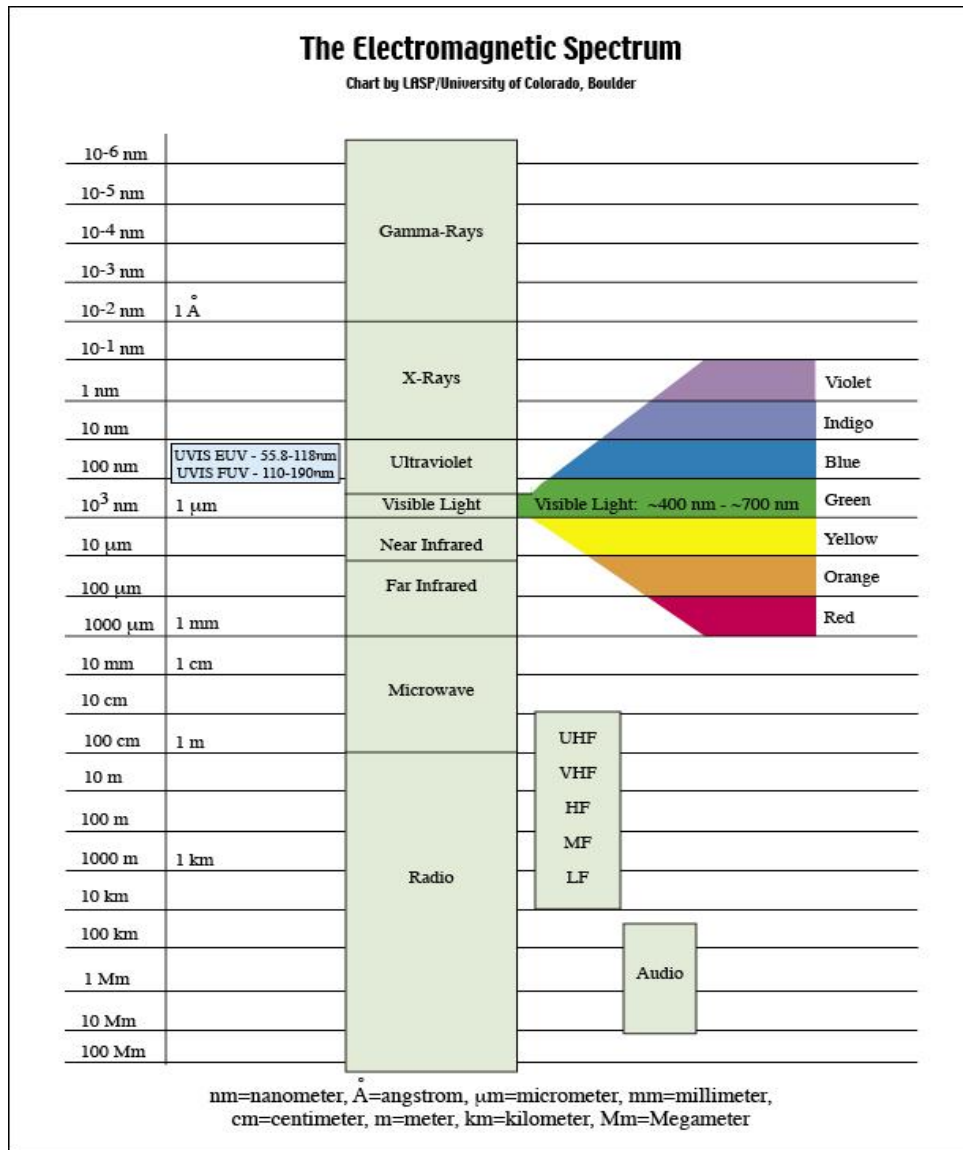 The Electromagnetic Spectrum
Chart by LASP/University of Colorado, Boulder
10-6 nm
10-5 nm
10-4 nm
Gamma-Rays
10-3 nm
10-2 nm 1 Å
10-1 nm
X-Rays
1 nm Violet
10 nm Indigo
UVIS EUV - 55.8-118nm
100 nm Ultraviolet Blue
UVIS FUV - 110-190nm
10³ nm 1 μm Visible Light Visible Light: ~400 nm - ~700 nm Green
10 μm Near Infrared Yellow
100 μm Far Infrared Orange
1000 μm 1 mm Red
10 mm 1 cm
Microwave
10 cm
100 cm 1 m UHF
10 m VHF
100 m HF
MF
1000 m 1 km
Radio LF
10 km
100 km
1 Mm Audio
10 Mm
100 Mm
nm=nanometer, Å=angstrom, μm=micrometer, mm=millimeter,
cm=centimeter, m=meter, km=kilometer, Mm=Megameter